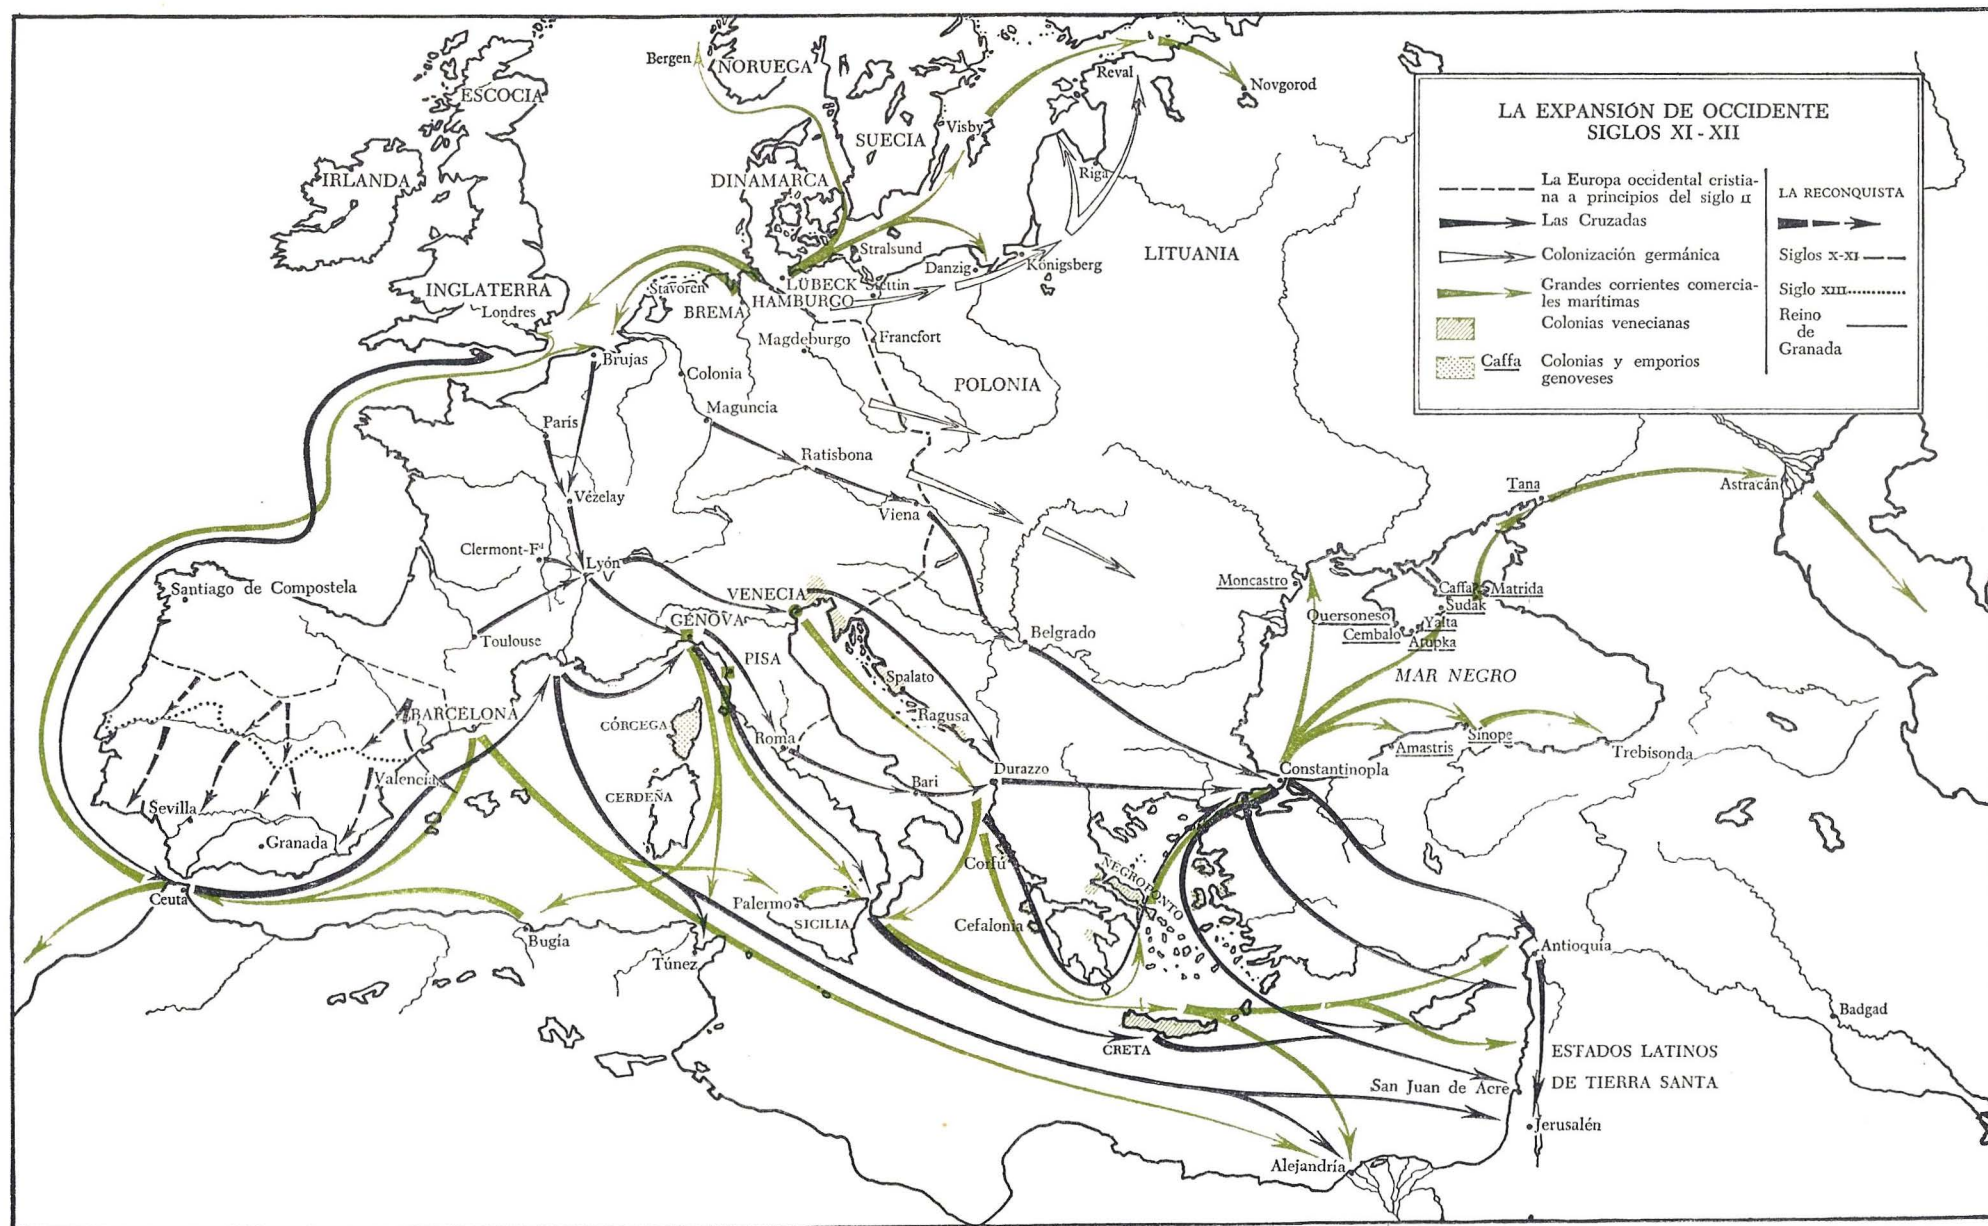 LA EXPANSIÓN DE OCCIDENTE
SIGLOS XI - XII
La Europa occidental cristia-
na a principios del siglo II
Las Cruzadas
Colonización germánica
Grandes corrientes comercia-
les marítimas
Colonias venecianas
Caffa
Colonias y emporios
genoveses
LA RECONQUISTA
Siglos X-XI
Siglo XIII
Reino
de
Granada
Bergen
NORUEGA
ESCOCIA
Reval
Novgorod
Visby
SUECIA
IRLANDA
DINAMARCA
Riga
Stralsund
LITUANIA
Danzig
Königsberg
INGLATERRA
Stavoren
LÜBECK
Stettin
HAMBURGO
BREMA
Londres
Magdeburgo
Francfort
Brujas
Colonia
POLONIA
Maguncia
París
Ratisbona
Vézelay
Viena
Tana
Astracán
Clermont-Fd
Lyón
Santiago de Compostela
VENECIA
Moncastro
Caffa
Matrida
Sudak
GÉNOVA
Quersoneso
Yalta
Cembalo
Arupka
Toulouse
Belgrado
PISA
MAR NEGRO
Spalato
BARCELONA
CÓRCEGA
Ragusa
Roma
Sinope
Amastris
Trebisonda
Valencia
Durazzo
Constantinopla
Bari
CERDEÑA
Sevilla
Granada
Corfú
NEGROPONTO
Ceuta
Palermo
SICILIA
Cefalonia
Bugía
Túnez
Antioquía
Badgad
CRETA
ESTADOS LATINOS
DE TIERRA SANTA
San Juan de Acre
Jerusalén
Alejandría